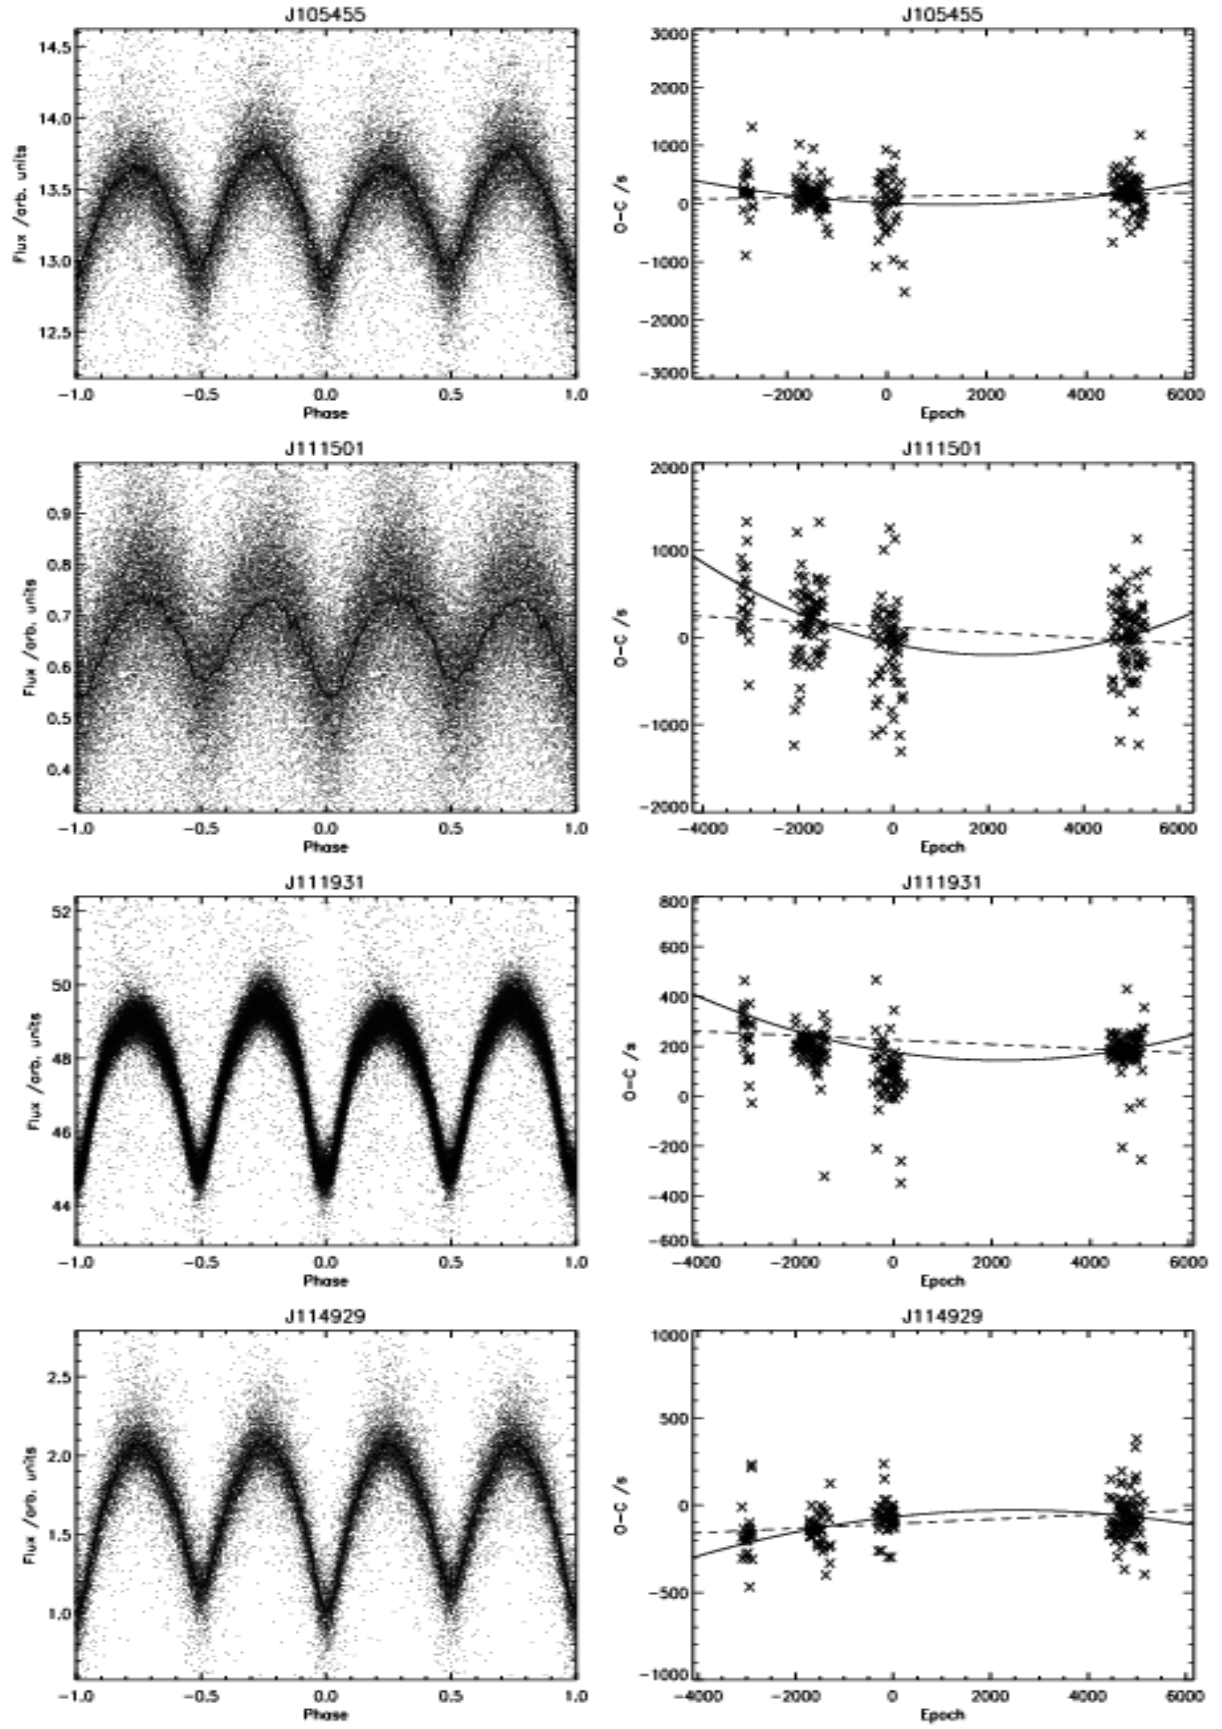 J105455
Flux /arb. units
14.5
14.0
13.5
13.0
12.5
−1.0 −0.5 0.0 0.5 1.0
Phase
J105455
O−C /s
3000
2000
1000
0
−1000
−2000
−3000
−2000 0 2000 4000 6000
Epoch
J111501
Flux /arb. units
0.9
0.8
0.7
0.6
0.5
0.4
−1.0 −0.5 0.0 0.5 1.0
Phase
J111501
O−C /s
2000
1000
0
−1000
−2000
−4000 −2000 0 2000 4000 6000
Epoch
J111931
Flux /arb. units
52
50
48
46
44
−1.0 −0.5 0.0 0.5 1.0
Phase
J111931
O−C /s
800
600
400
200
0
−200
−400
−600
−4000 −2000 0 2000 4000 6000
Epoch
J114929
Flux /arb. units
2.5
2.0
1.5
1.0
−1.0 −0.5 0.0 0.5 1.0
Phase
J114929
O−C /s
1000
500
0
−500
−1000
−4000 −2000 0 2000 4000 6000
Epoch